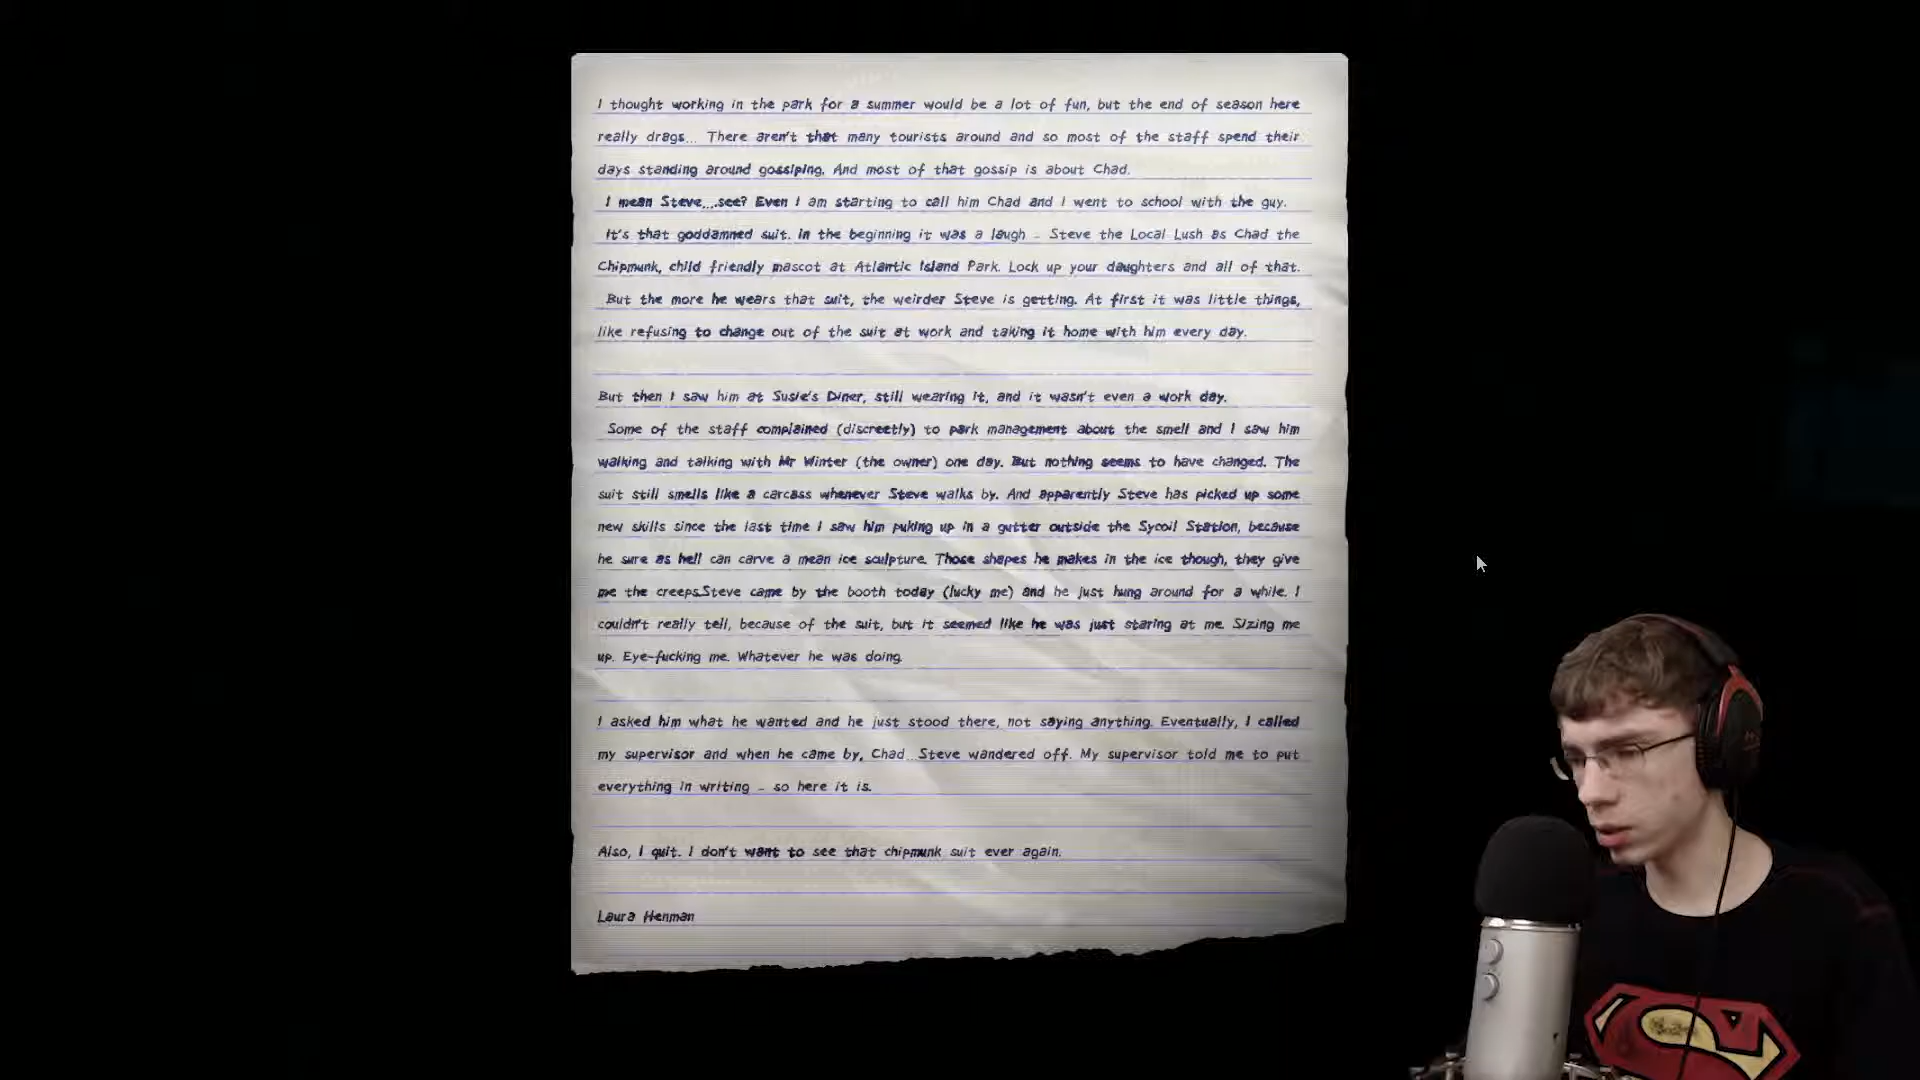 I thought working in the park for a summer would be a lot of fun, but the end of season here
really drags... There aren't that many tourists around and so most of the staff spend their
days standing around gossiping. And most of that gossip is about Chad.
I mean Steve....see? Even I am starting to call him Chad and I went to school with the guy.
It's that goddamned suit. In the beginning it was a laugh - Steve the Local Lush as Chad the
Chipmunk, child friendly mascot at Atlantic Island Park. Lock up your daughters and all of that.
But the more he wears that suit, the weirder Steve is getting. At first it was little things,
like refusing to change out of the suit at work and taking it home with him every day.
But then I saw him at Susie's Diner, still wearing it, and it wasn't even a work day.
Some of the staff complained (discreetly) to park management about the smell and I saw him
walking and talking with Mr Winter (the owner) one day. But nothing seems to have changed. The
suit still smells like a carcass whenever Steve walks by. And apparently Steve has picked up some
new skills since the last time I saw him puking up in a gutter outside the Sycoil Station, because
he sure as hell can carve a mean ice sculpture. Those shapes he makes in the ice though, they give
me the creeps...Steve came by the booth today (lucky me) and he just hung around for a while. I
couldn't really tell, because of the suit, but it seemed like he was just staring at me. Sizing me
up. Eye-fucking me. Whatever he was doing.
I asked him what he wanted and he just stood there, not saying anything. Eventually, I called
my supervisor and when he came by, Chad...Steve wandered off. My supervisor told me to put
everything in writing - so here it is.
Also, I quit. I don't want to see that chipmunk suit ever again.
Laura Henman